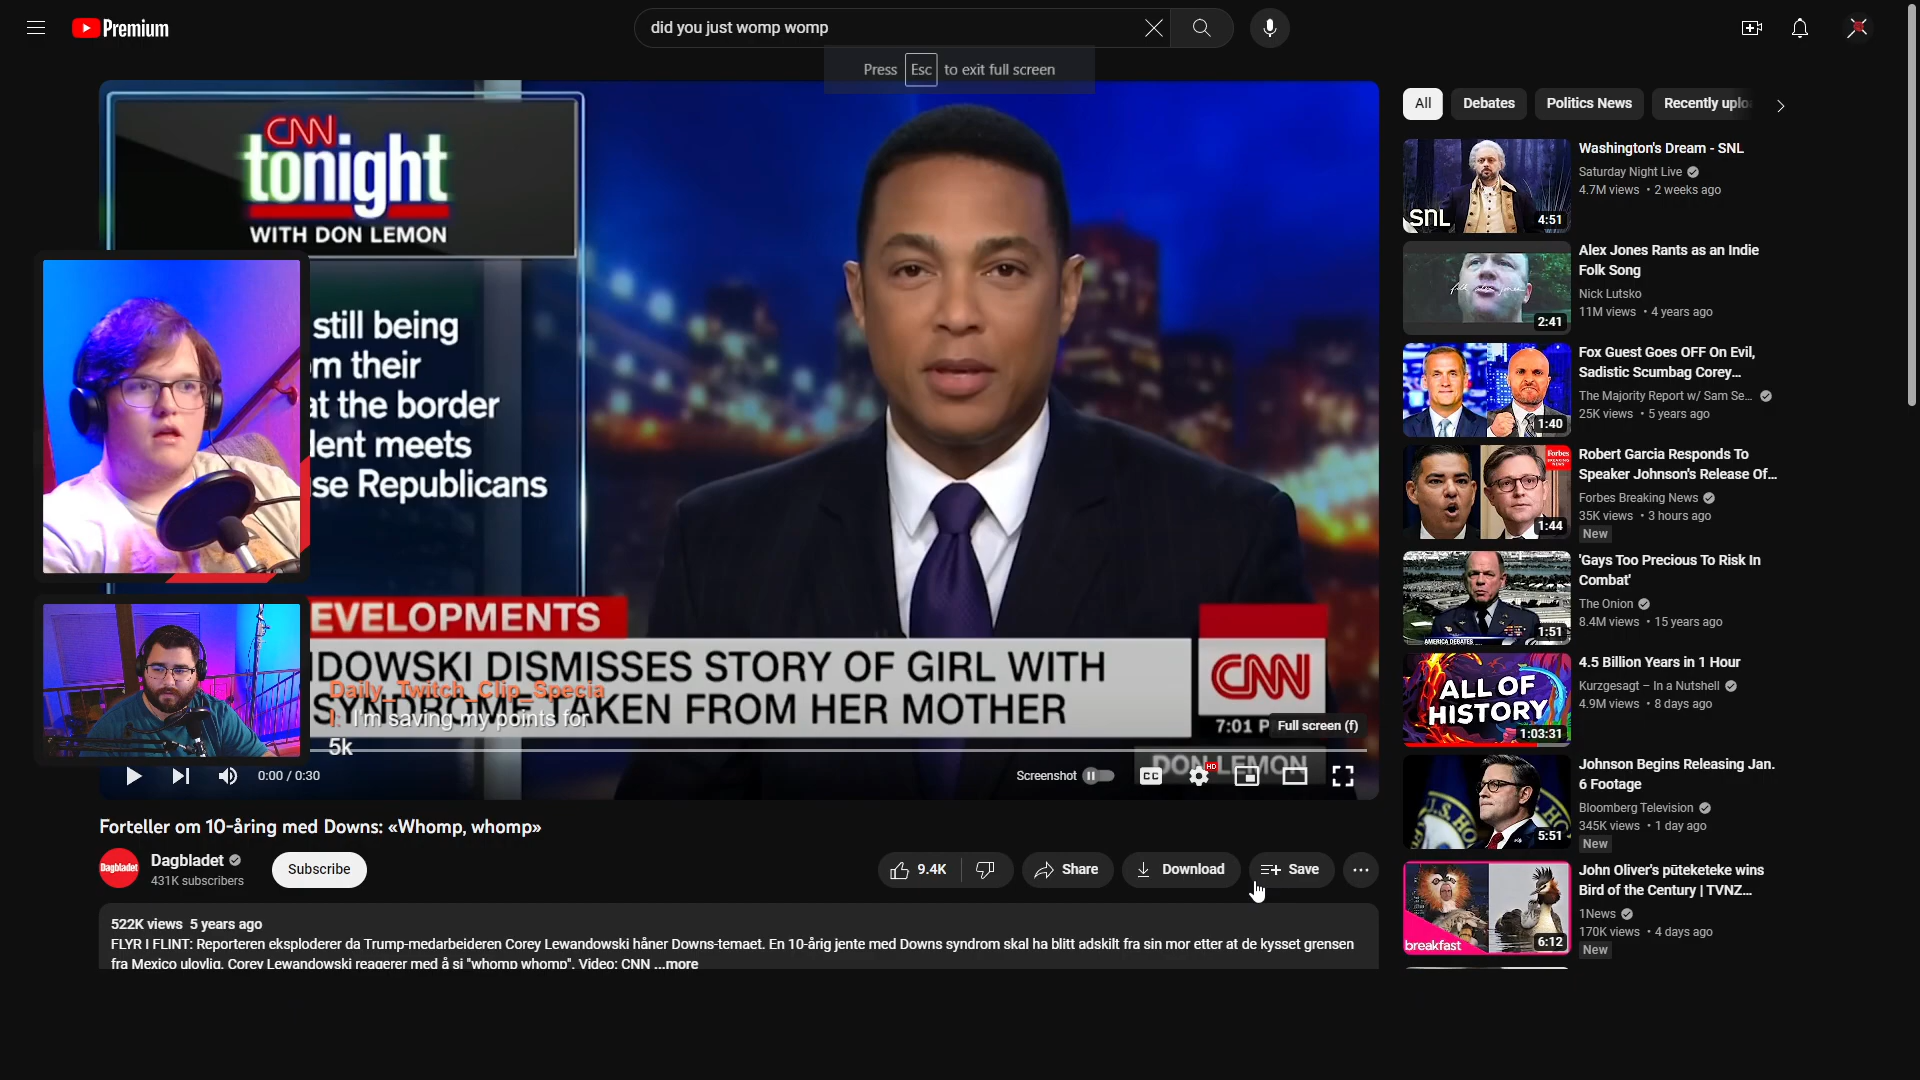 Premium
did you just womp womp
Press Esc to exit full screen
CNN
tonight
WITH DON LEMON
still being
m their
at the border
dent meets
se Republicans
EVELOPMENTS
DOWSKI DISMISSES STORY OF GIRL WITH
SYNDROME TAKEN FROM HER MOTHER
CNN
7:01 P
DON LEMON
Daily_Twitch_Clip_Specia
l: I'm saving my points for
5k
Full screen (f)
0:00 / 0:30
Screenshot
CC
HD
Forteller om 10-åring med Downs: «Whomp, whomp»
Dagbladet
Dagbladet
431K subscribers
Subscribe
9.4K
Share
Download
Save
522K views 5 years ago
FLYR I FLINT: Reporteren eksploderer da Trump-medarbeideren Corey Lewandowski håner Downs-temaet. En 10-årig jente med Downs syndrom skal ha blitt adskilt fra sin mor etter at de kysset grensen
fra Mexico ulovlig. Corey Lewandowski reagerer med å si "whomp whomp". Video: CNN ...more
All
Debates
Politics News
Recently uplo
SNL
4:51
Washington's Dream - SNL
Saturday Night Live
4.7M views • 2 weeks ago
2:41
Alex Jones Rants as an Indie
Folk Song
Nick Lutsko
11M views • 4 years ago
1:40
Fox Guest Goes OFF On Evil,
Sadistic Scumbag Corey...
The Majority Report w/ Sam Se...
25K views • 5 years ago
Forbes
BREAKING
NEWS
1:44
Robert Garcia Responds To
Speaker Johnson's Release Of...
Forbes Breaking News
35K views • 3 hours ago
New
AMERICA DEBATES
1:51
'Gays Too Precious To Risk In
Combat'
The Onion
8.4M views • 15 years ago
ALL OF
HISTORY
1:03:31
4.5 Billion Years in 1 Hour
Kurzgesagt – In a Nutshell
4.9M views • 8 days ago
5:51
Johnson Begins Releasing Jan.
6 Footage
Bloomberg Television
345K views • 1 day ago
New
breakfast
6:12
John Oliver's pūteketeke wins
Bird of the Century | TVNZ...
1News
170K views • 4 days ago
New